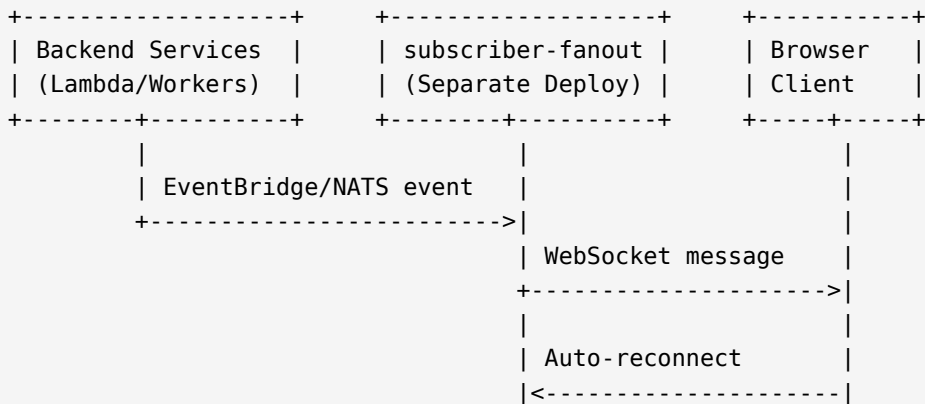 Backend Services
(Lambda/Workers)
subscriber-fanout
(Separate Deploy)
Browser
Client
EventBridge/NATS event
WebSocket message
Auto-reconnect